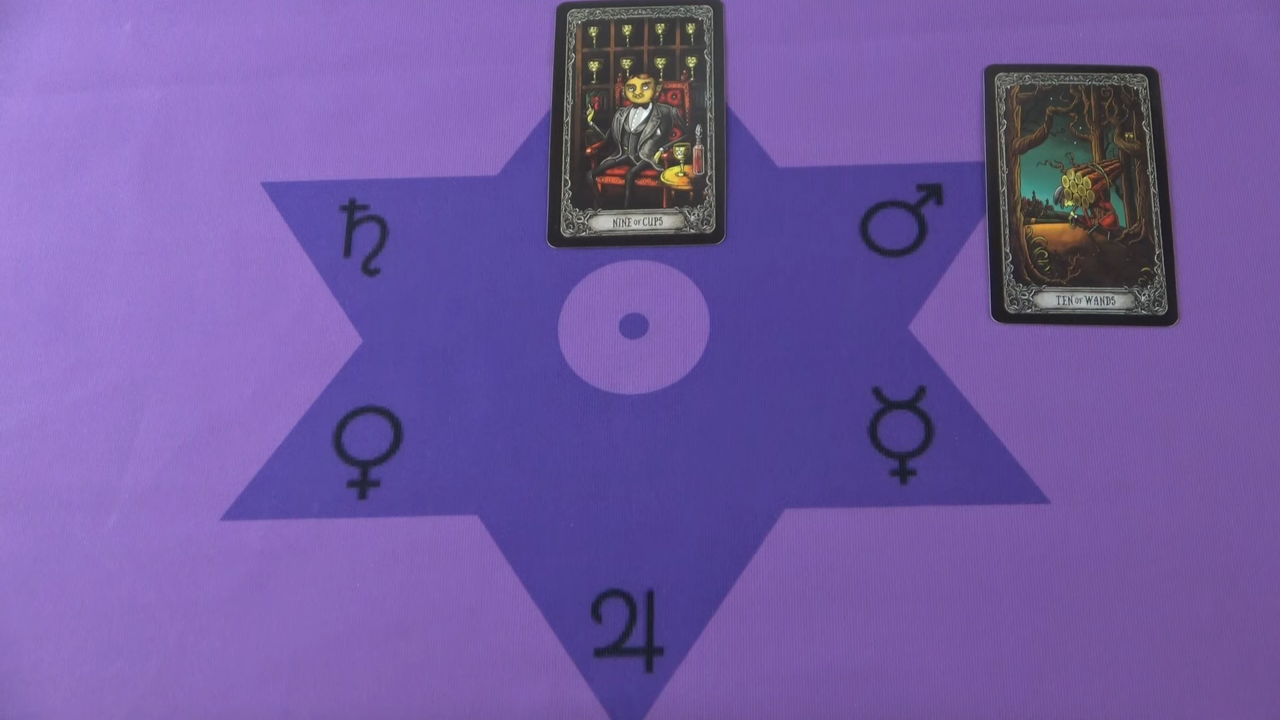 NINE OF CUPS
TEN OF WANDS
♄
♂
♀
☿
♃